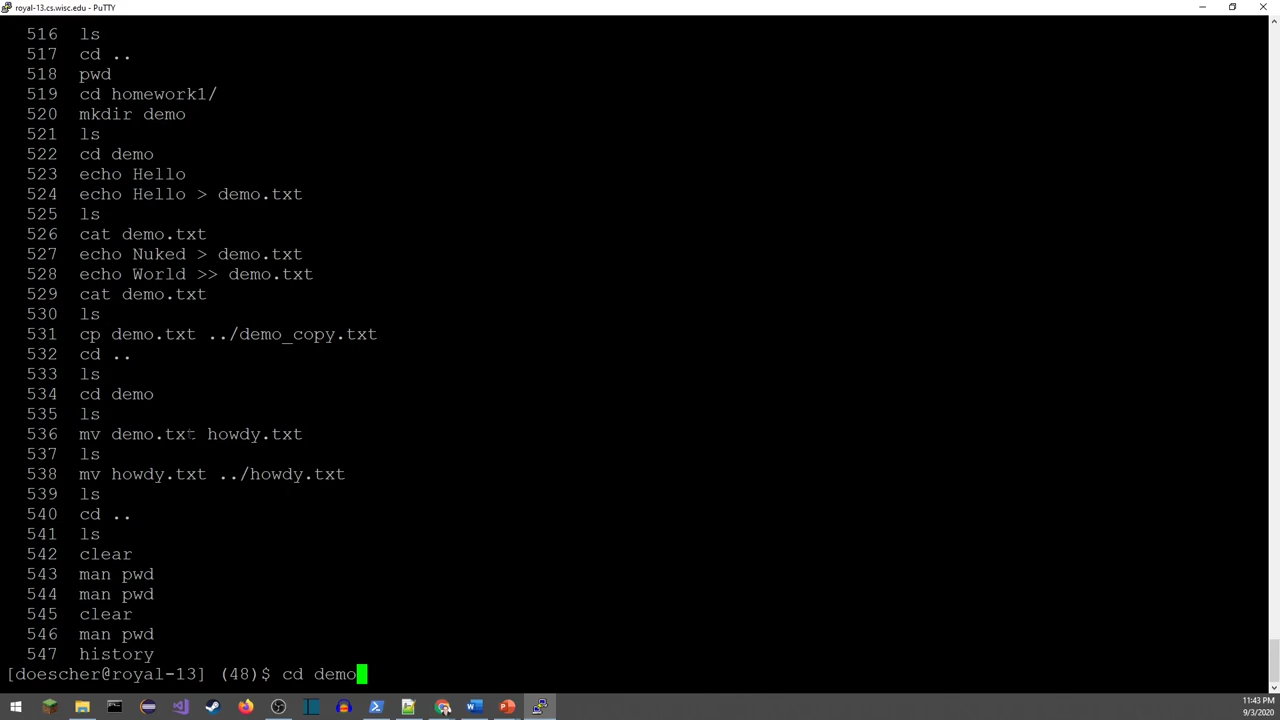 royal-13.cs.wisc.edu - PuTTY
516 ls
517 cd ..
518 pwd
519 cd homework1/
520 mkdir demo
521 ls
522 cd demo
523 echo Hello
524 echo Hello > demo.txt
525 ls
526 cat demo.txt
527 echo Nuked > demo.txt
528 echo World >> demo.txt
529 cat demo.txt
530 ls
531 cp demo.txt ../demo_copy.txt
532 cd ..
533 ls
534 cd demo
535 ls
536 mv demo.txt howdy.txt
537 ls
538 mv howdy.txt ../howdy.txt
539 ls
540 cd ..
541 ls
542 clear
543 man pwd
544 man pwd
545 clear
546 man pwd
547 history
[doescher@royal-13] (48)$ cd demo
11:43 PM
9/3/2020